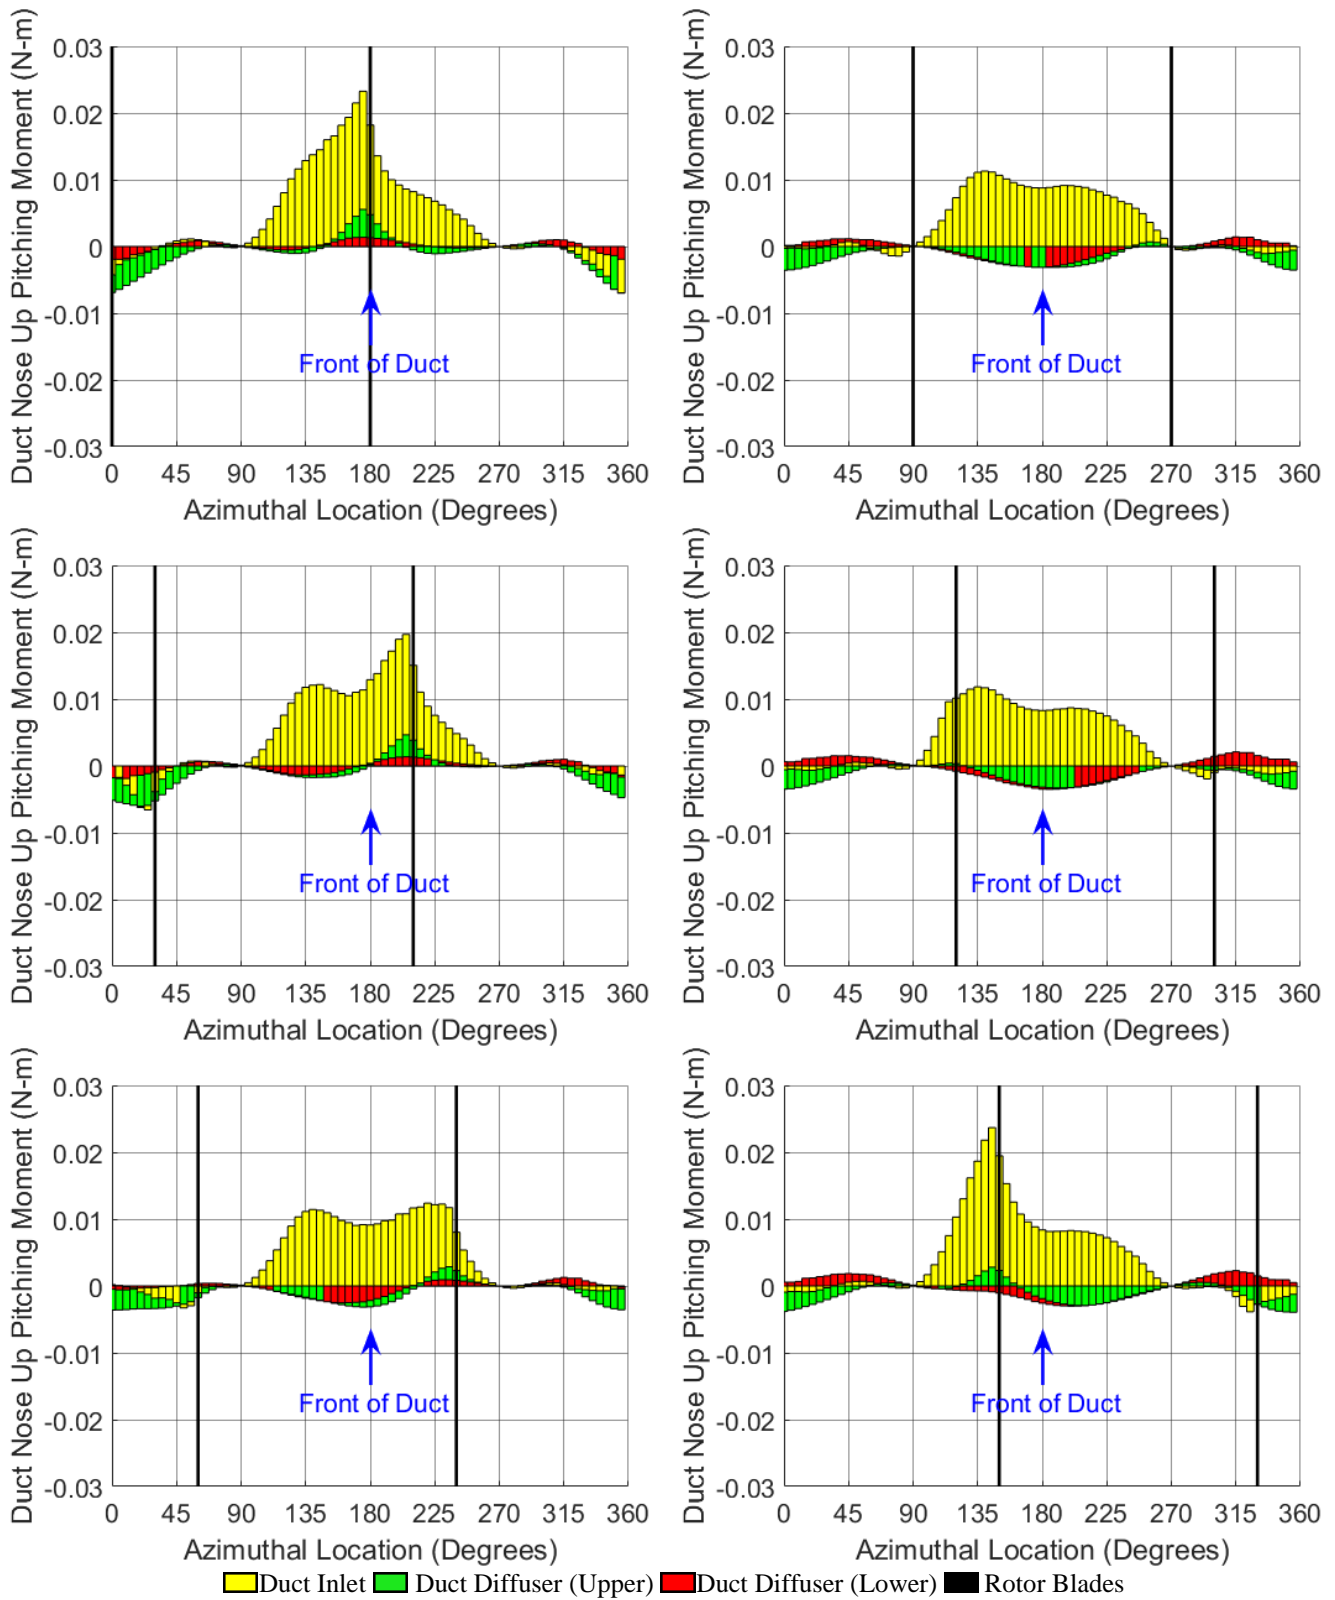 Duct Nose Up Pitching Moment (N-m)
0.03
0.02
0.01
0
-0.01
-0.02
-0.03
Front of Duct
0 45 90 135 180 225 270 315 360
Azimuthal Location (Degrees)
Duct Nose Up Pitching Moment (N-m)
0.03
0.02
0.01
0
-0.01
-0.02
-0.03
Front of Duct
0 45 90 135 180 225 270 315 360
Azimuthal Location (Degrees)
Duct Nose Up Pitching Moment (N-m)
0.03
0.02
0.01
0
-0.01
-0.02
-0.03
Front of Duct
0 45 90 135 180 225 270 315 360
Azimuthal Location (Degrees)
Duct Nose Up Pitching Moment (N-m)
0.03
0.02
0.01
0
-0.01
-0.02
-0.03
Front of Duct
0 45 90 135 180 225 270 315 360
Azimuthal Location (Degrees)
Duct Nose Up Pitching Moment (N-m)
0.03
0.02
0.01
0
-0.01
-0.02
-0.03
Front of Duct
0 45 90 135 180 225 270 315 360
Azimuthal Location (Degrees)
Duct Nose Up Pitching Moment (N-m)
0.03
0.02
0.01
0
-0.01
-0.02
-0.03
Front of Duct
0 45 90 135 180 225 270 315 360
Azimuthal Location (Degrees)
Duct Inlet Duct Diffuser (Upper) Duct Diffuser (Lower) Rotor Blades